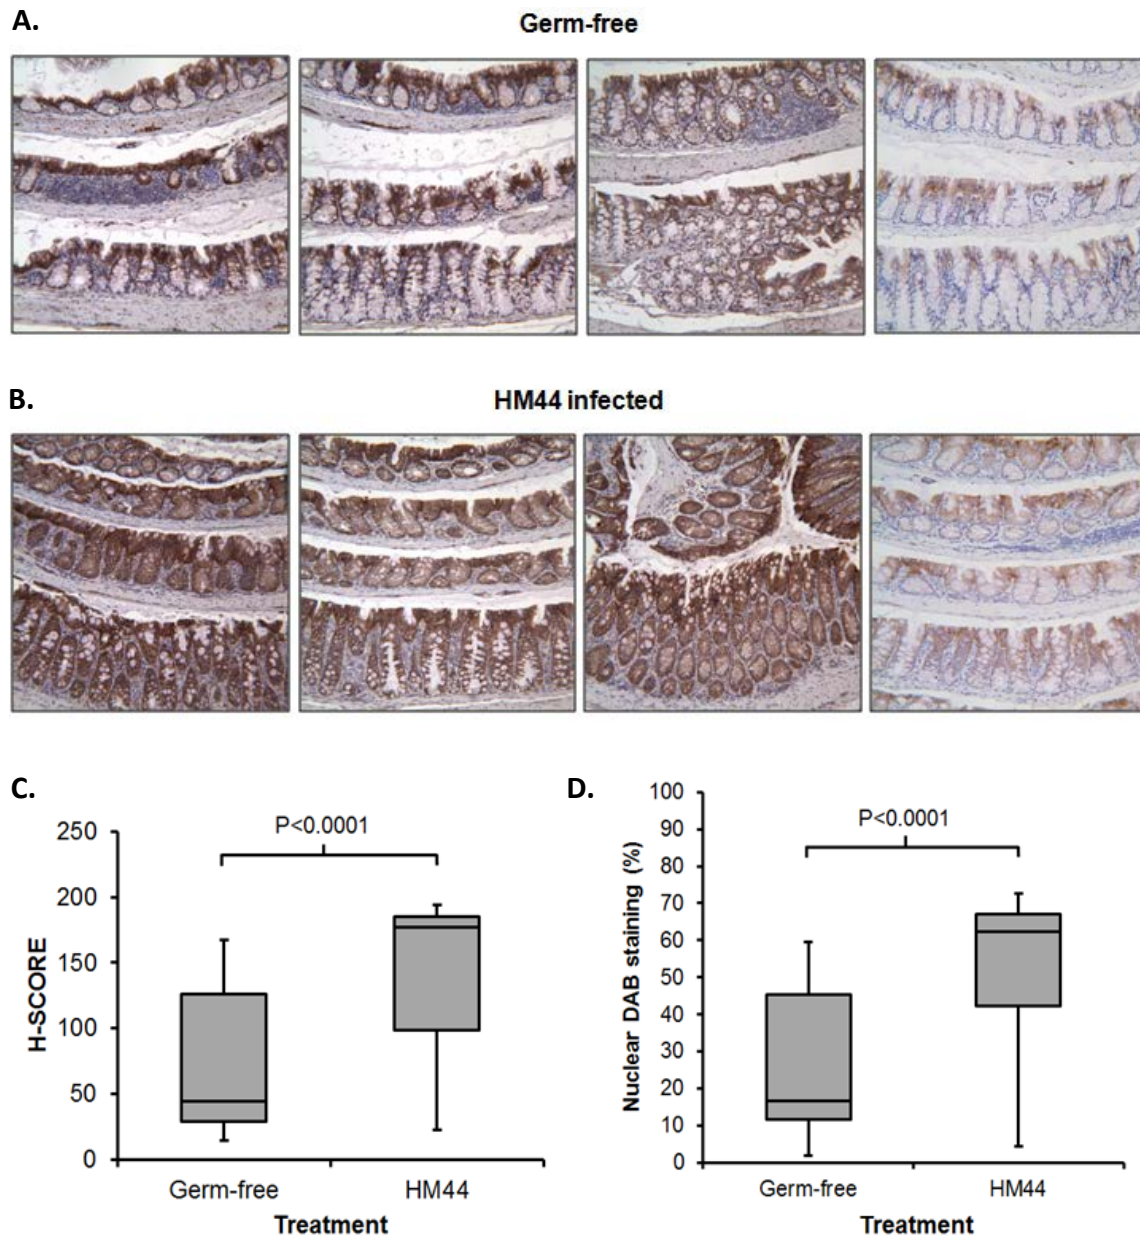 A.
Germ-free
B.
HM44 infected
C.
P<0.0001
250
200
150
100
50
0
H-SCORE
Germ-free
HM44
Treatment
D.
P<0.0001
100
90
80
70
60
50
40
30
20
10
0
Nuclear DAB staining (%)
Germ-free
HM44
Treatment